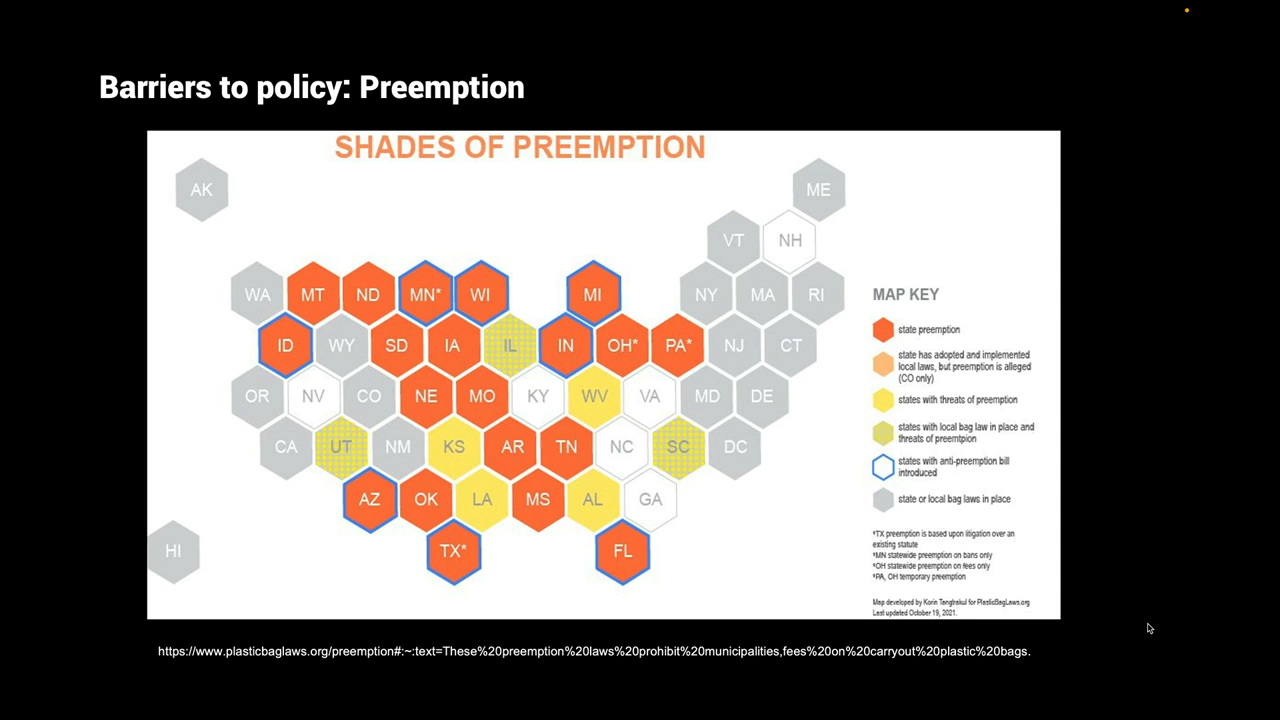 Barriers to policy: Preemption
SHADES OF PREEMPTION
AK
ME
VT NH
WA MT ND MN* WI MI NY MA RI
ID WY SD IA IL IN OH* PA* NJ CT
OR NV CO NE MO KY WV VA MD DE
CA UT NM KS AR TN NC SC DC
AZ OK LA MS AL GA
HI TX* FL
MAP KEY
state preemption
state has adopted and implemented
local laws, but preemption is alleged
(CO only)
states with threats of preemption
states with local bag law in place and
threats of preemtpion
states with anti-preemption bill
introduced
state or local bag laws in place
*TX preemption is based upon litigation over an
existing statute
*MN statewide preemption on bans only
*OH statewide preemption on fees only
*PA, OH temporary preemption
Map developed by Korin Tangtrakul for PlasticBagLaws.org
Last updated October 19, 2021.
https://www.plasticbaglaws.org/preemption#:~:text=These%20preemption%20laws%20prohibit%20municipalities,fees%20on%20carryout%20plastic%20bags.